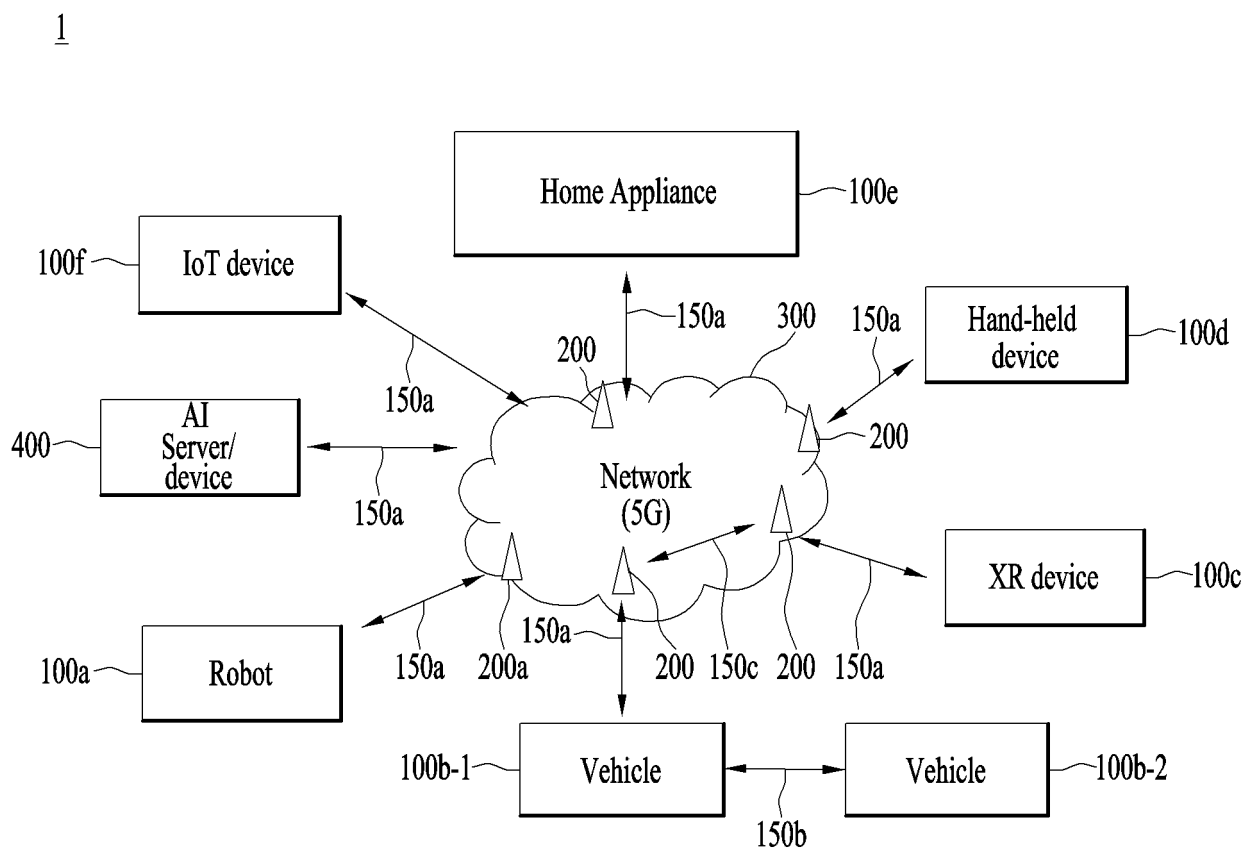 1
Home Appliance
100e
IoT device
100f
150a
300
150a
Hand-held
device
100d
200
150a
AI
Server/
device
400
150a
200
Network
(5G)
XR device
100c
150a
150a
200
150c
200
150a
Robot
100a
150a
200a
Vehicle
100b-1
Vehicle
100b-2
150b